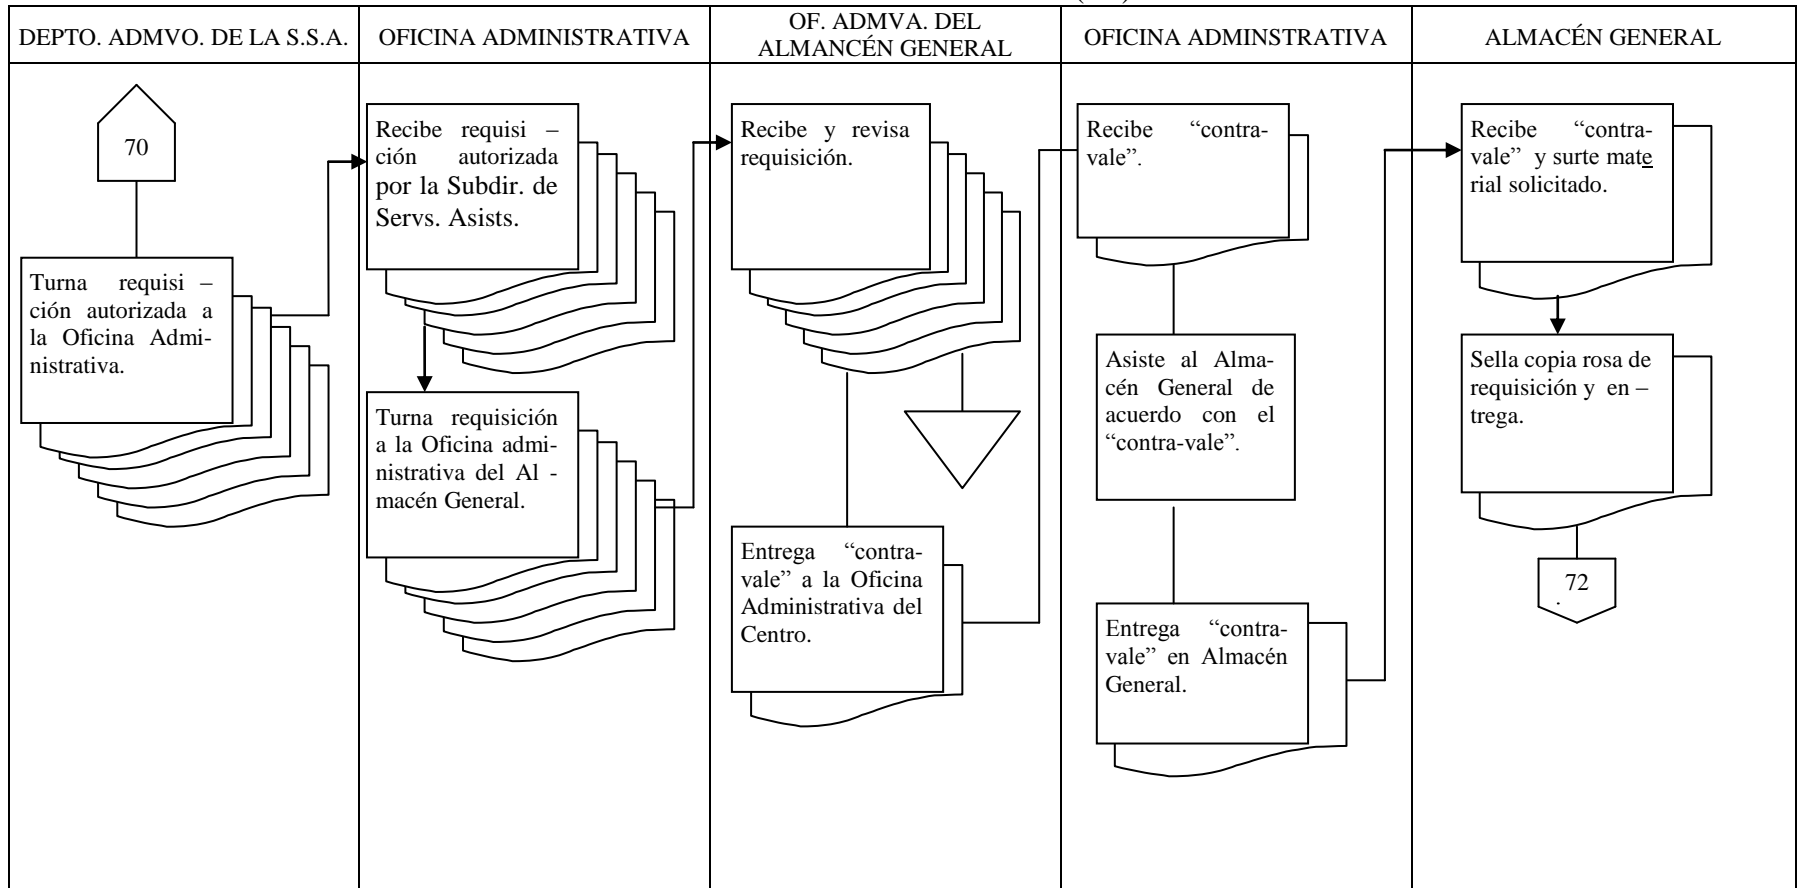 DEPTO. ADMVO. DE LA S.S.A.
OFICINA ADMINISTRATIVA
OF. ADMVA. DEL
ALMANCÉN GENERAL
OFICINA ADMINSTRATIVA
ALMACÉN GENERAL
70
Turna requisi –
ción autorizada a
la Oficina Admi-
nistrativa.
Recibe requisi –
ción autorizada
por la Subdir. de
Servs. Asists.
Turna requisición
a la Oficina admi-
nistrativa del Al -
macén General.
Recibe y revisa
requisición.
Entrega “contra-
vale” a la Oficina
Administrativa del
Centro.
Recibe “contra-
vale”.
Asiste al Alma-
cén General de
acuerdo con el
“contra-vale”.
Entrega “contra-
vale” en Almacén
General.
Recibe “contra-
vale” y surte mate
rial solicitado.
Sella copia rosa de
requisición y en –
trega.
72
.